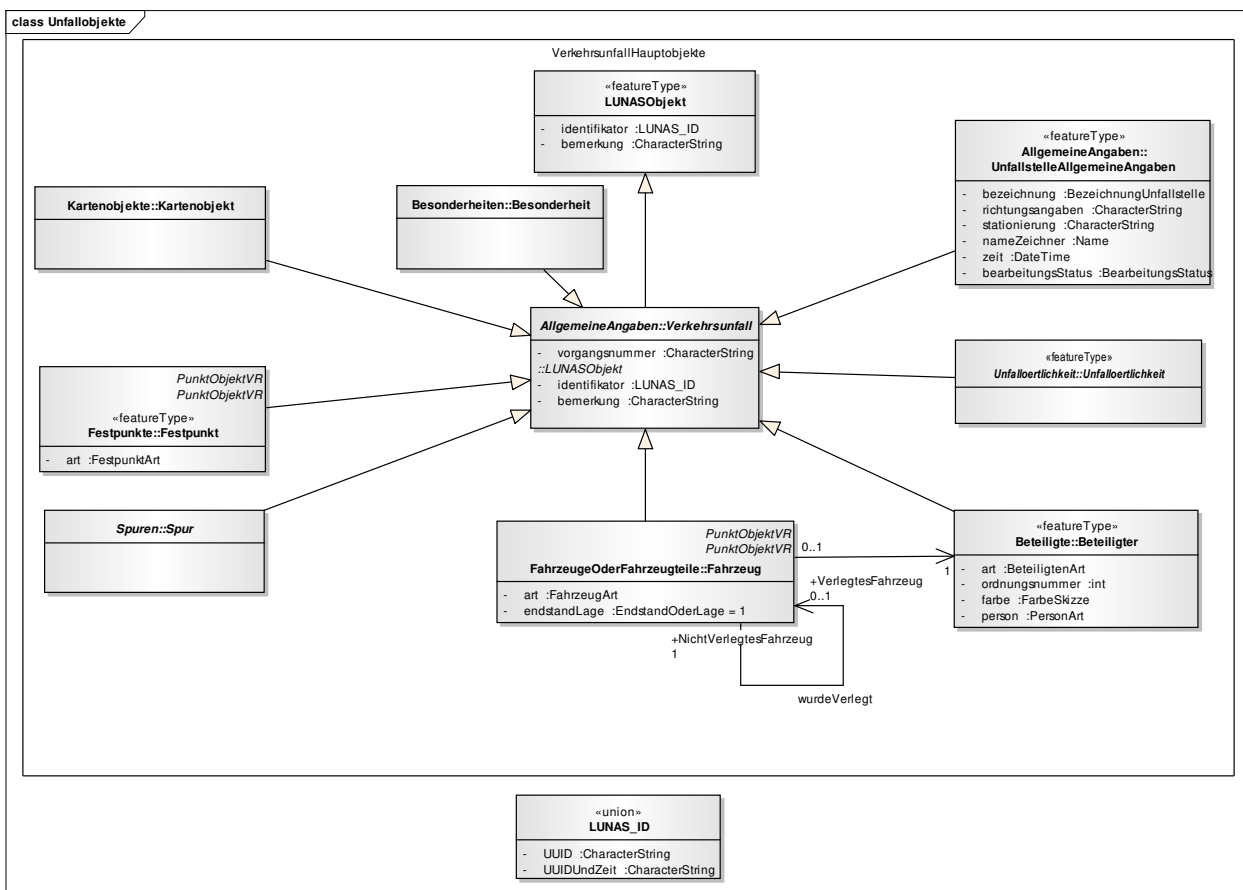 class Unfallobjekte
VerkehrsunfallHauptobjekte
«featureType»
LUNASObjekt
- identifikator :LUNAS_ID
- bemerkung :CharacterString
«featureType»
AllgemeineAngaben::
UnfallstelleAllgemeineAngaben
- bezeichnung :BezeichnungUnfallstelle
- richtungsangaben :CharacterString
- stationierung :CharacterString
- nameZeichner :Name
- zeit :DateTime
- bearbeitungsStatus :BearbeitungsStatus
Kartenobjekte::Kartenobjekt
Besonderheiten::Besonderheit
AllgemeineAngaben::Verkehrsunfall
- vorgangsnummer :CharacterString
::LUNASObjekt
- identifikator :LUNAS_ID
- bemerkung :CharacterString
«featureType»
Unfalloertlichkeit::Unfalloertlichkeit
PunktObjektVR
PunktObjektVR
«featureType»
Festpunkte::Festpunkt
- art :FestpunktArt
Spuren::Spur
PunktObjektVR
PunktObjektVR
FahrzeugeOderFahrzeugteile::Fahrzeug
- art :FahrzeugArt
- endstandLage :EndstandOderLage = 1
0..1
1
+VerlegtesFahrzeug
0..1
+NichtVerlegtesFahrzeug
1
wurdeVerlegt
«featureType»
Beteiligte::Beteiligter
- art :BeteiligtenArt
- ordnungsnummer :int
- farbe :FarbeSkizze
- person :PersonArt
«union»
LUNAS_ID
- UUID :CharacterString
- UUIDUndZeit :CharacterString